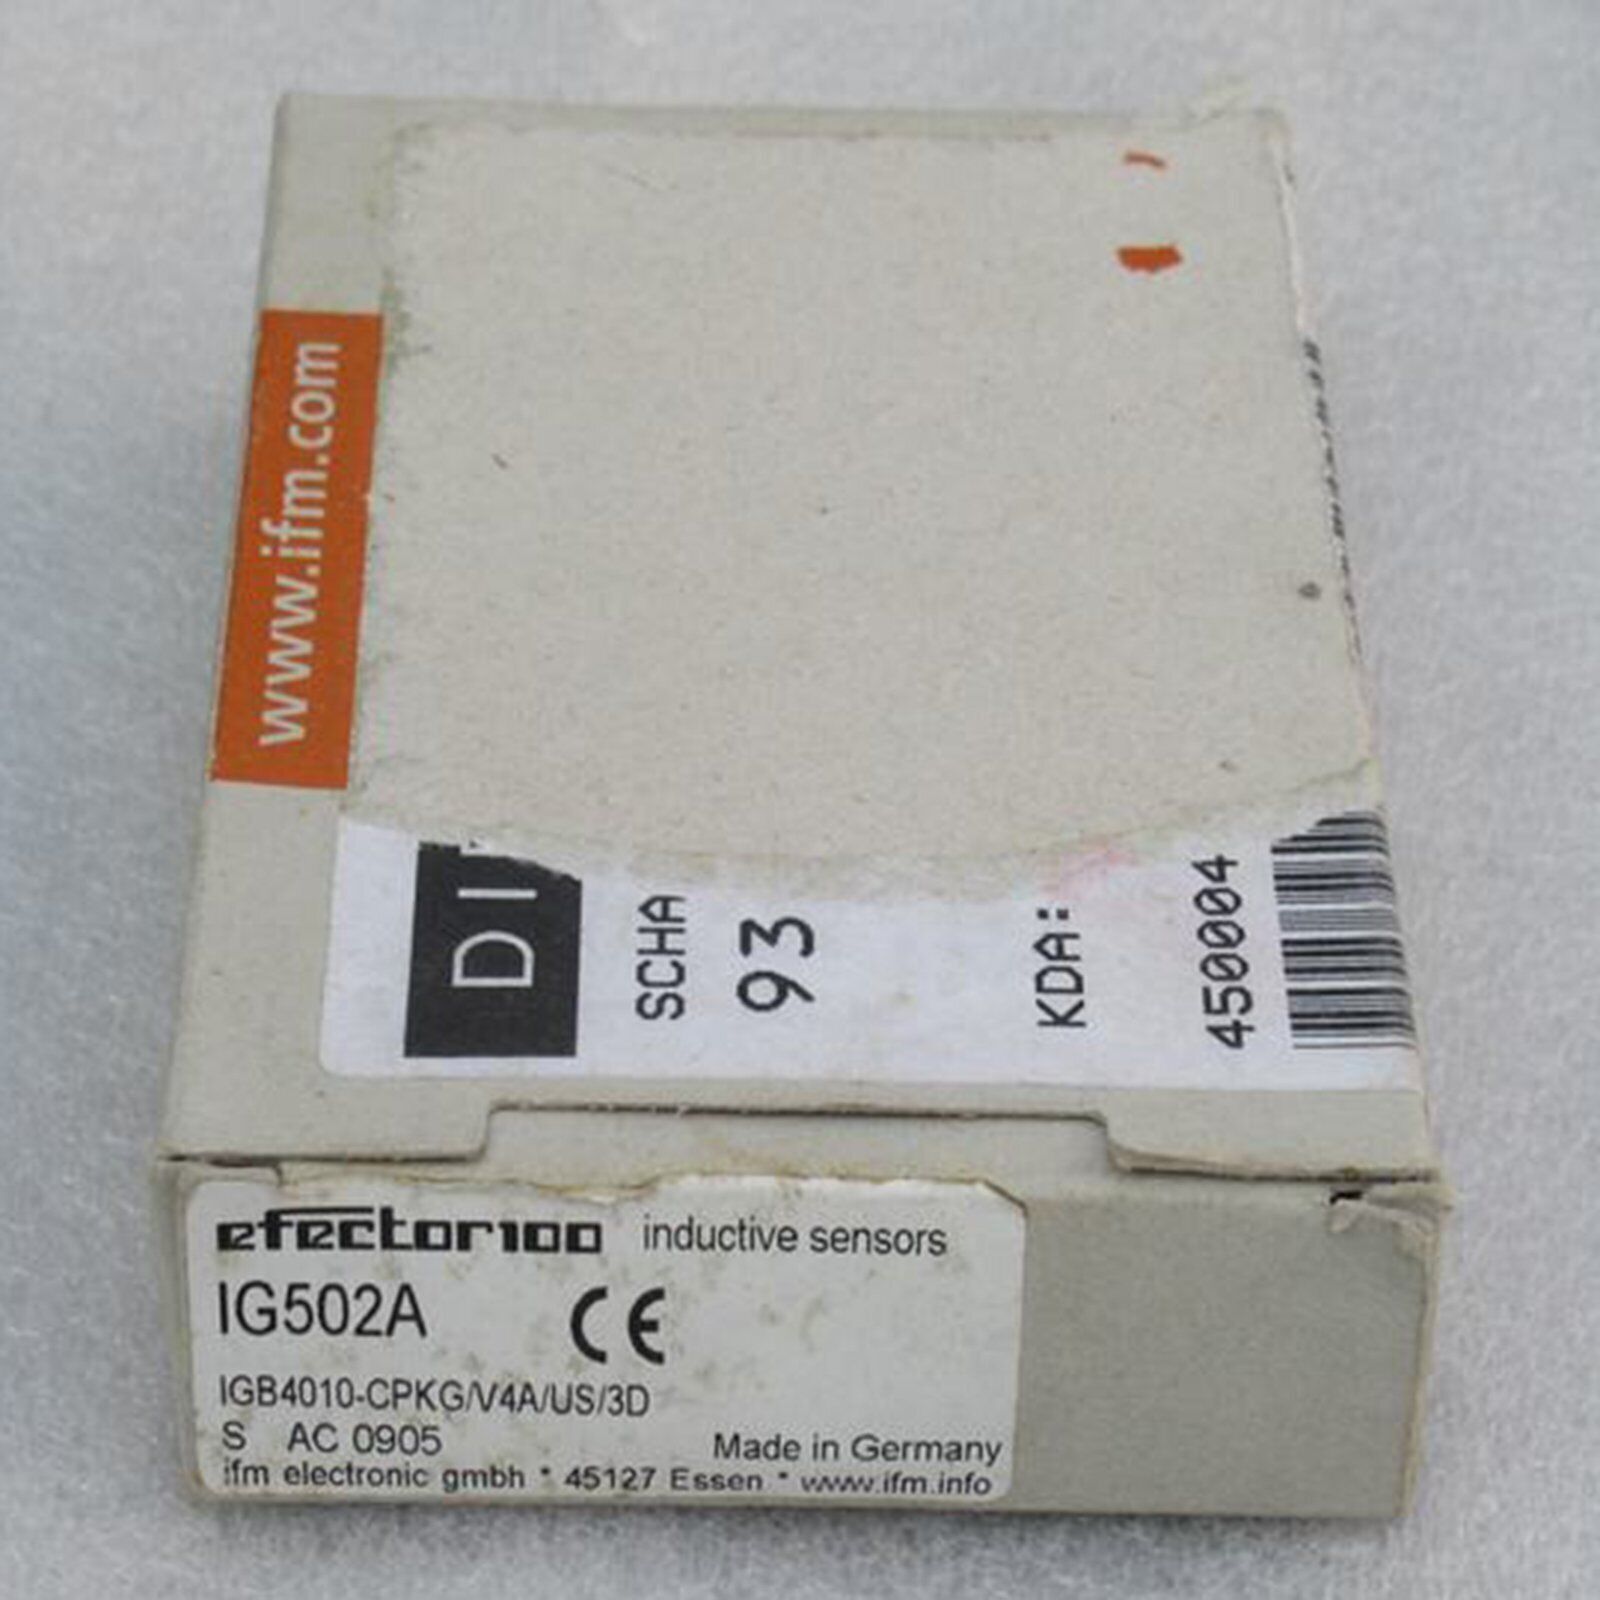 www.ifm.com
DI
SCHA
93
KDA:
450004
efector100 inductive sensors
IG502A CE
IGB4010-CPKG/V4A/US/3D
S AC 0905
Made in Germany
ifm electronic gmbh * 45127 Essen * www.ifm.info